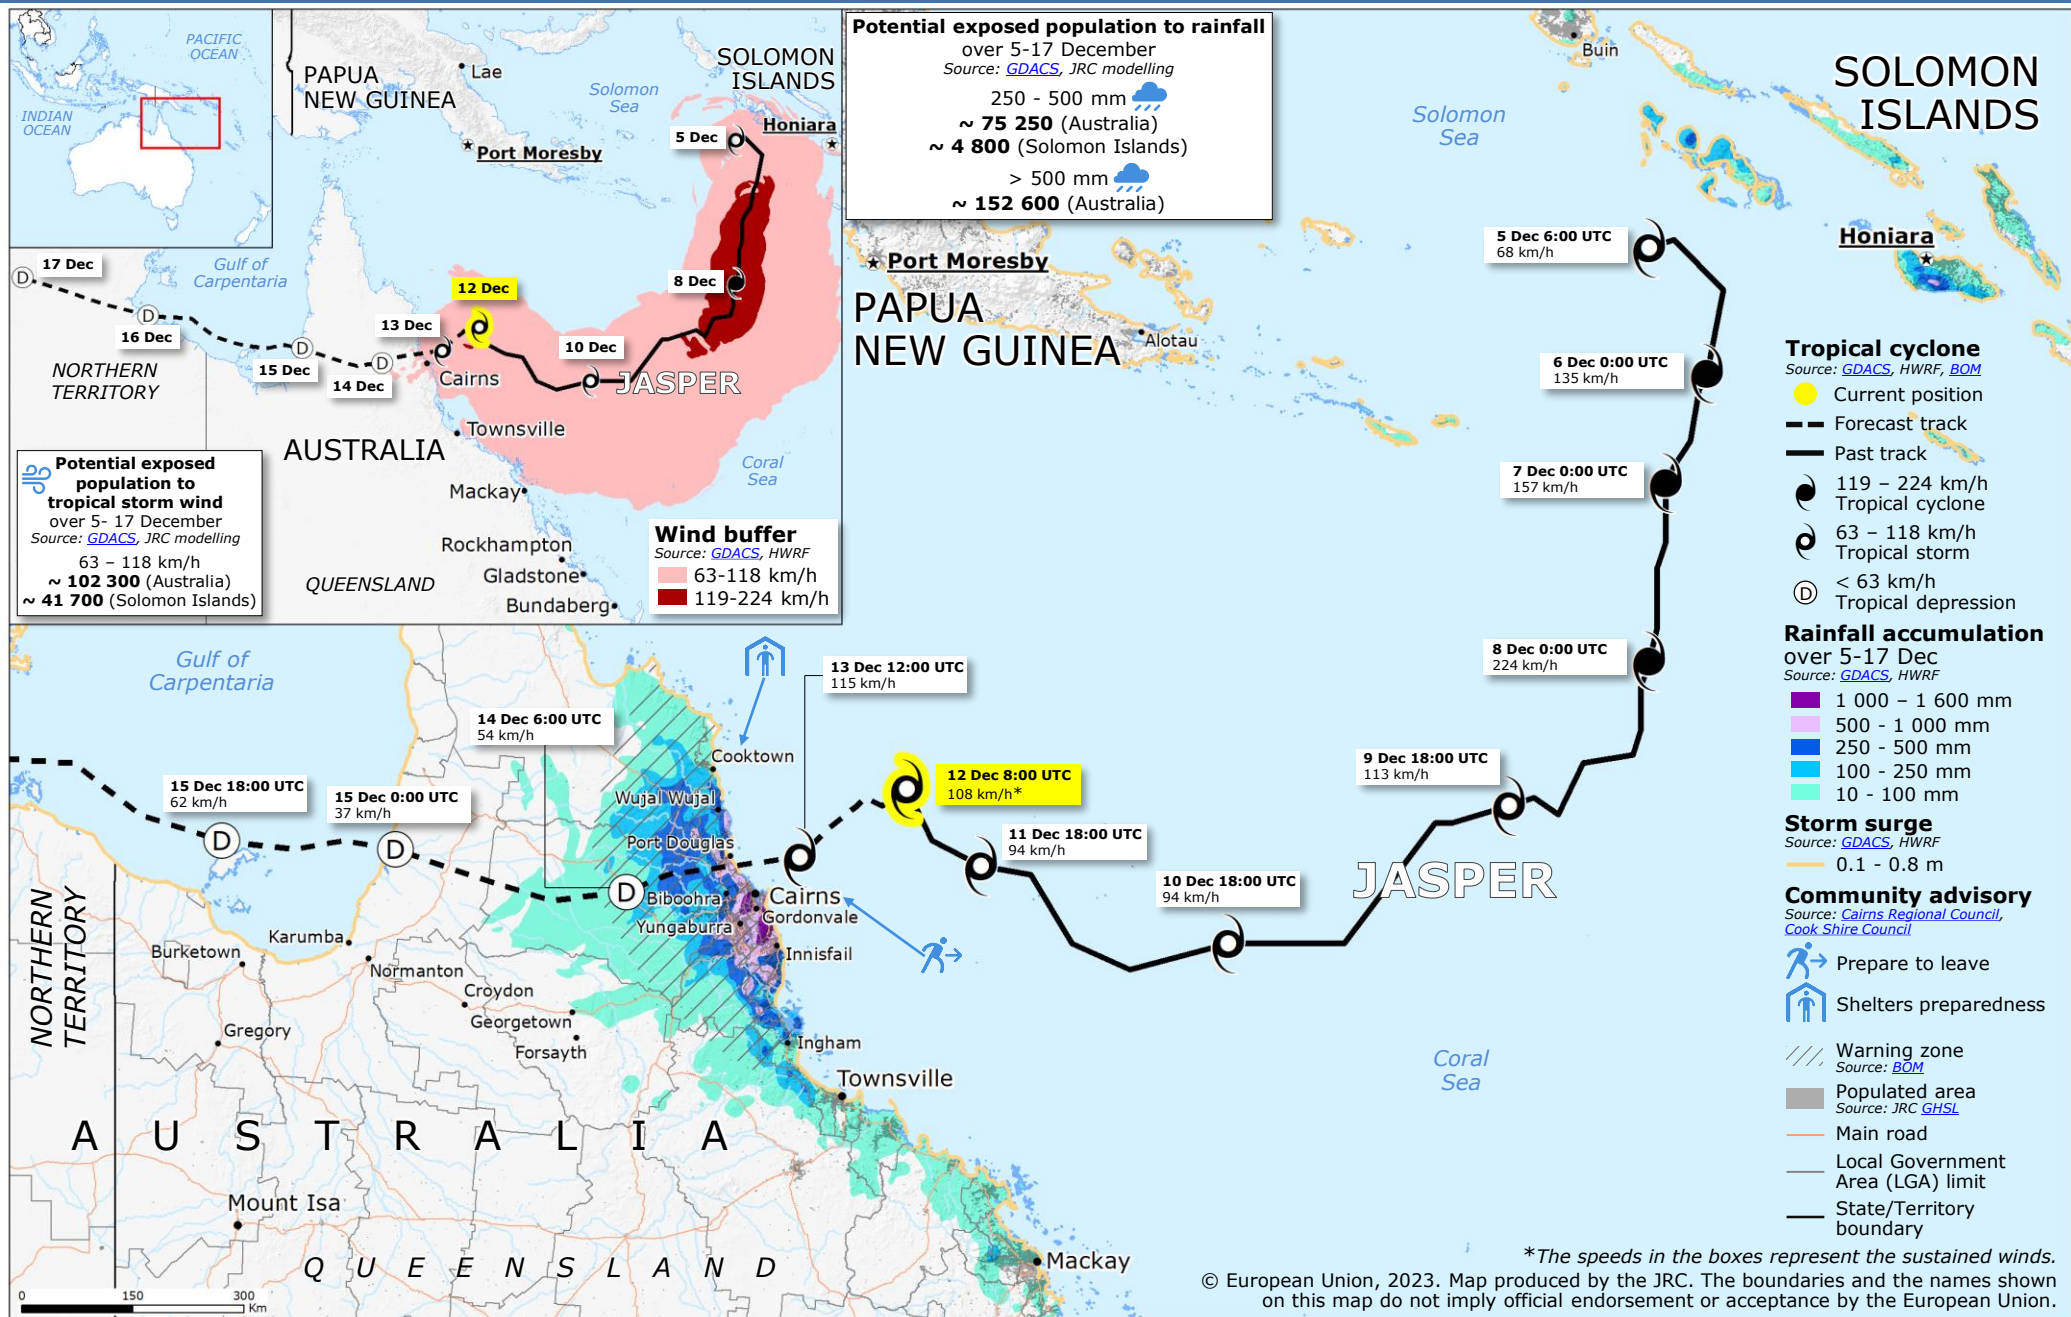 PACIFIC
OCEAN
INDIAN
OCEAN
PAPUA
NEW GUINEA
Lae
Solomon
Sea
SOLOMON
ISLANDS
Honiara
Port Moresby
5 Dec
8 Dec
10 Dec
12 Dec
13 Dec
14 Dec
15 Dec
16 Dec
17 Dec
D
D
D
D
Gulf of
Carpentaria
NORTHERN
TERRITORY
Cairns
JASPER
Townsville
AUSTRALIA
Coral
Sea
Mackay
Rockhampton
Gladstone
Bundaberg
QUEENSLAND
Potential exposed
population to
tropical storm wind
over 5- 17 December
Source: GDACS, JRC modelling
63 – 118 km/h
~ 102 300 (Australia)
~ 41 700 (Solomon Islands)
Wind buffer
Source: GDACS, HWRF
63-118 km/h
119-224 km/h
Potential exposed population to rainfall
over 5-17 December
Source: GDACS, JRC modelling
250 - 500 mm
~ 75 250 (Australia)
~ 4 800 (Solomon Islands)
> 500 mm
~ 152 600 (Australia)
Buin
Solomon
Sea
SOLOMON
ISLANDS
Honiara
Port Moresby
PAPUA
NEW GUINEA
Alotau
5 Dec 6:00 UTC
68 km/h
6 Dec 0:00 UTC
135 km/h
7 Dec 0:00 UTC
157 km/h
8 Dec 0:00 UTC
224 km/h
9 Dec 18:00 UTC
113 km/h
10 Dec 18:00 UTC
94 km/h
11 Dec 18:00 UTC
94 km/h
12 Dec 8:00 UTC
108 km/h*
13 Dec 12:00 UTC
115 km/h
14 Dec 6:00 UTC
54 km/h
15 Dec 0:00 UTC
37 km/h
15 Dec 18:00 UTC
62 km/h
D
D
D
JASPER
Gulf of
Carpentaria
Cooktown
Wujal Wujal
Port Douglas
Biboohra
Cairns
Gordonvale
Yungaburra
Innisfail
Ingham
Townsville
Karumba
Burketown
Normanton
Croydon
Georgetown
Forsayth
Gregory
NORTHERN
TERRITORY
AUSTRALIA
Mount Isa
QUEENSLAND
Mackay
Coral
Sea
0 150 300
Km
Tropical cyclone
Source: GDACS, HWRF, BOM
Current position
Forecast track
Past track
119 – 224 km/h
Tropical cyclone
63 – 118 km/h
Tropical storm
D
< 63 km/h
Tropical depression
Rainfall accumulation
over 5-17 Dec
Source: GDACS, HWRF
1 000 – 1 600 mm
500 - 1 000 mm
250 - 500 mm
100 - 250 mm
10 - 100 mm
Storm surge
Source: GDACS, HWRF
0.1 - 0.8 m
Community advisory
Source: Cairns Regional Council,
Cook Shire Council
Prepare to leave
Shelters preparedness
Warning zone
Source: BOM
Populated area
Source: JRC GHSL
Main road
Local Government
Area (LGA) limit
State/Territory
boundary
*The speeds in the boxes represent the sustained winds.
© European Union, 2023. Map produced by the JRC. The boundaries and the names shown
on this map do not imply official endorsement or acceptance by the European Union.